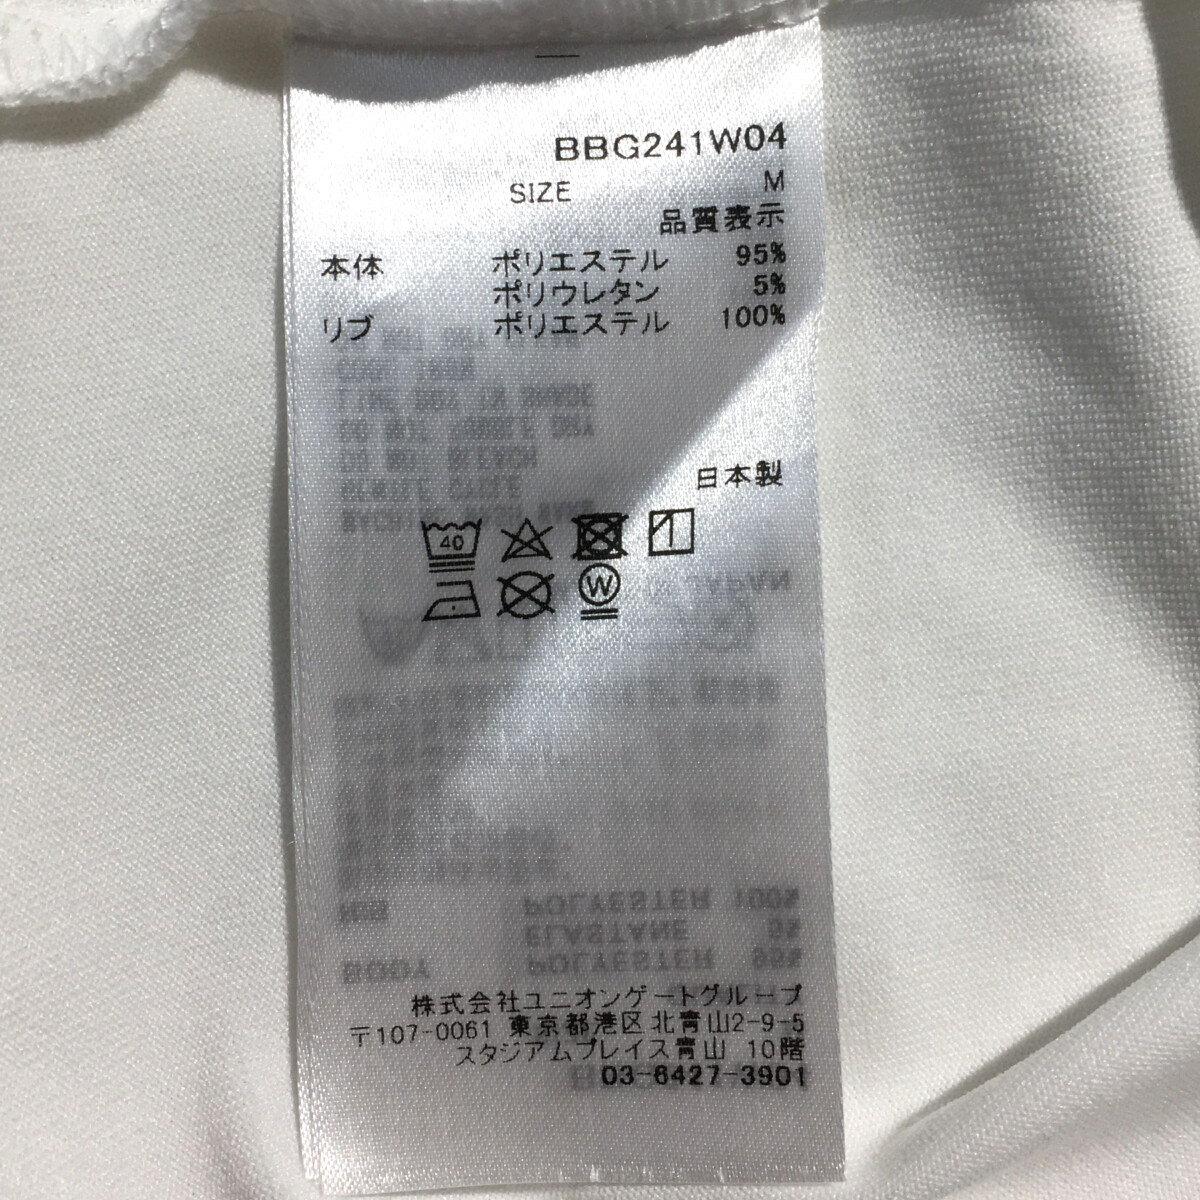 BBG241W04
SIZE M
品質表示
本体 ポリエステル 95%
ポリウレタン 5%
リブ ポリエステル 100%
日本製
40
W
株式会社ユニオンゲートグループ
〒107-0061 東京都港区北青山2-9-5
スタジアムプレイス青山 10階
03-6427-3901